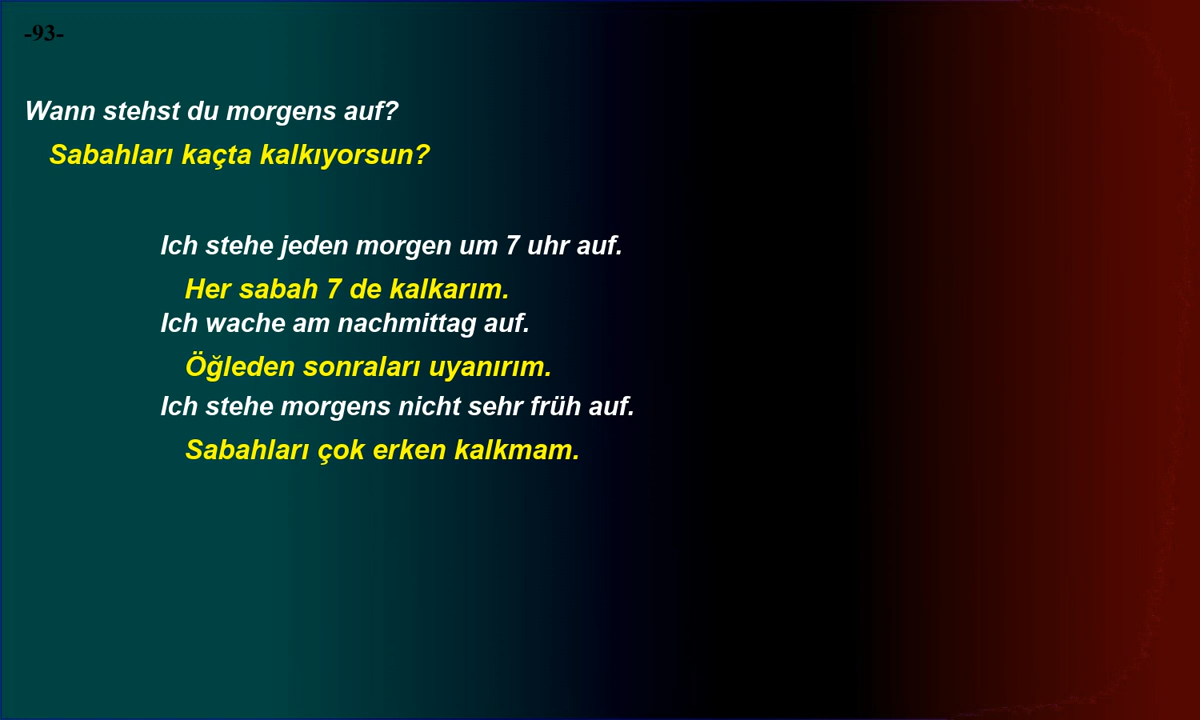 -93-
Wann stehst du morgens auf?
Sabahları kaçta kalkıyorsun?
Ich stehe jeden morgen um 7 uhr auf.
Her sabah 7 de kalkarım.
Ich wache am nachmittag auf.
Öğleden sonraları uyanırım.
Ich stehe morgens nicht sehr früh auf.
Sabahları çok erken kalkmam.